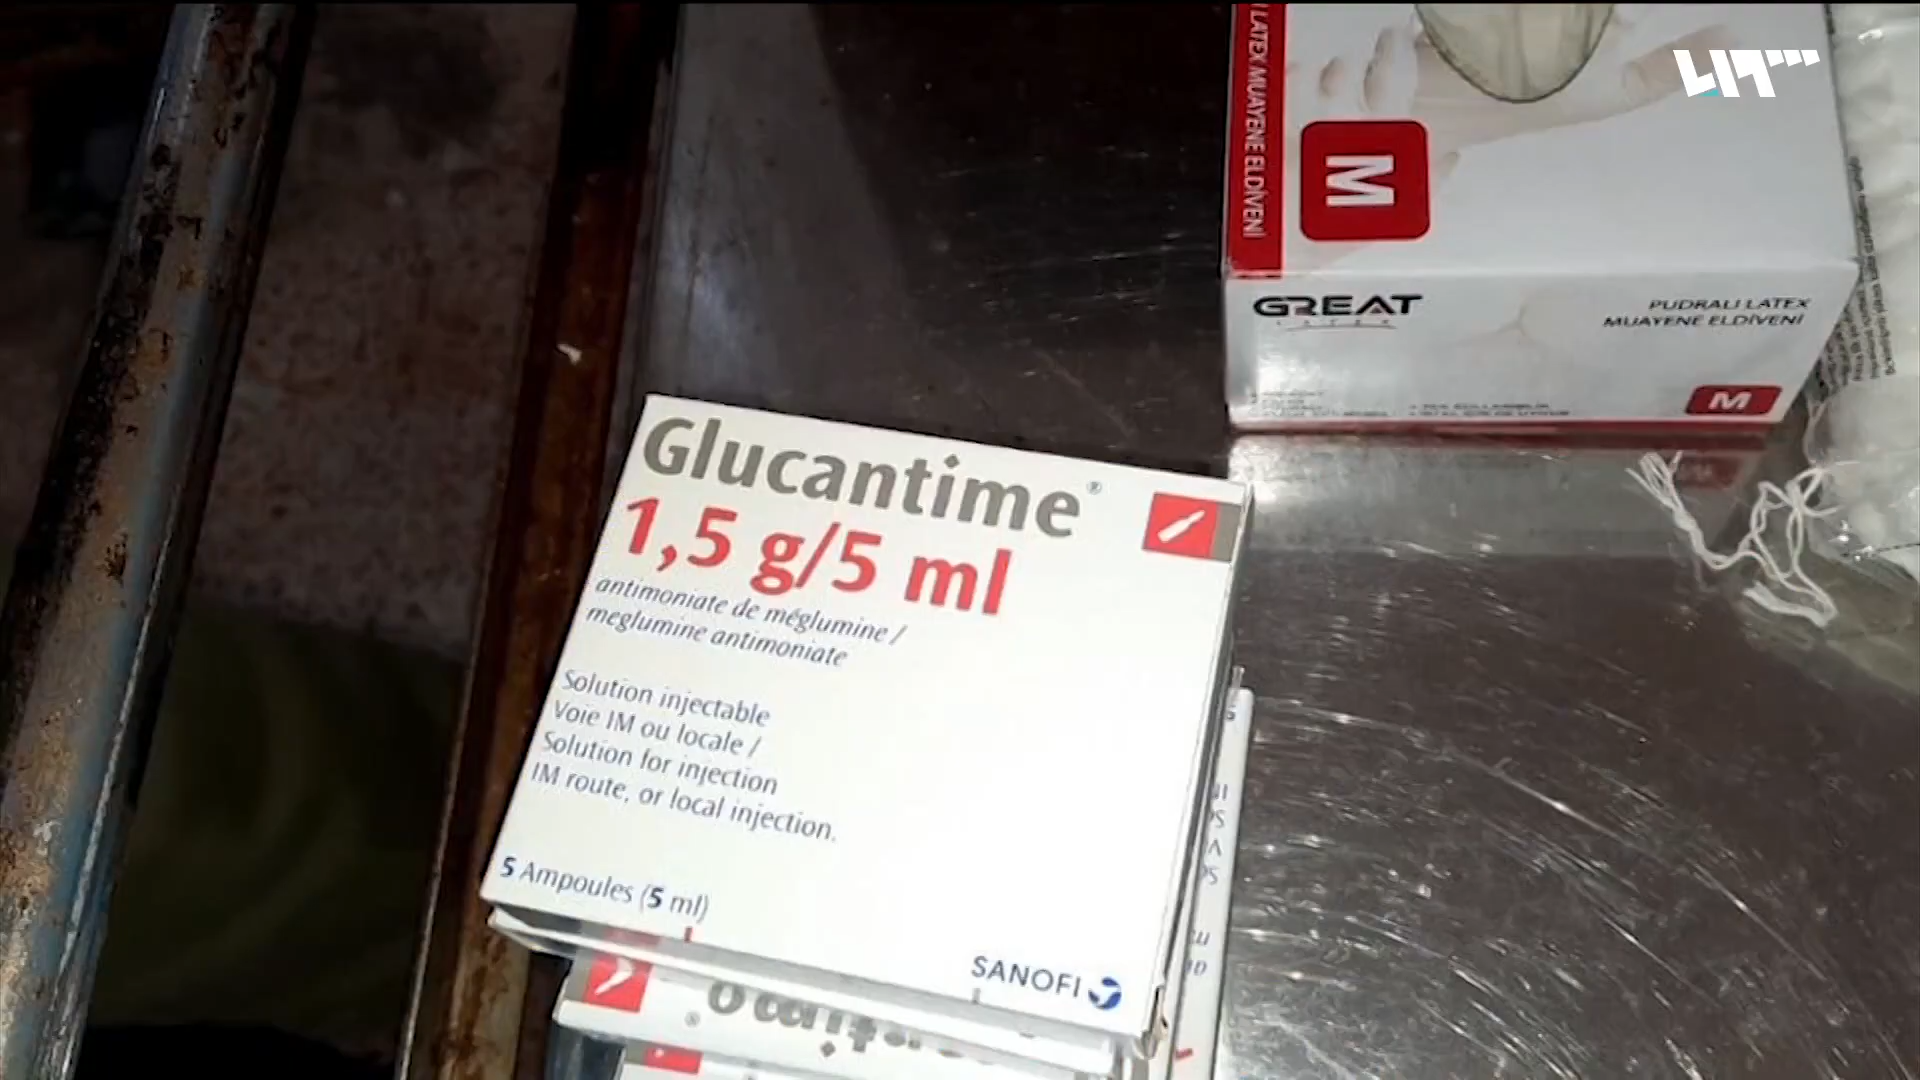 LATEX MUAYENE ELDİVENİ
M
GREAT
LATEX
PUDRALI LATEX
MUAYENE ELDİVENİ
M
Glucantime®
1,5 g/5 ml
antimoniate de méglumine /
meglumine antimoniate
Solution injectable
Voie IM ou locale /
Solution for injection
IM route, or local injection.
5 Ampoules (5 ml)
SANOFI